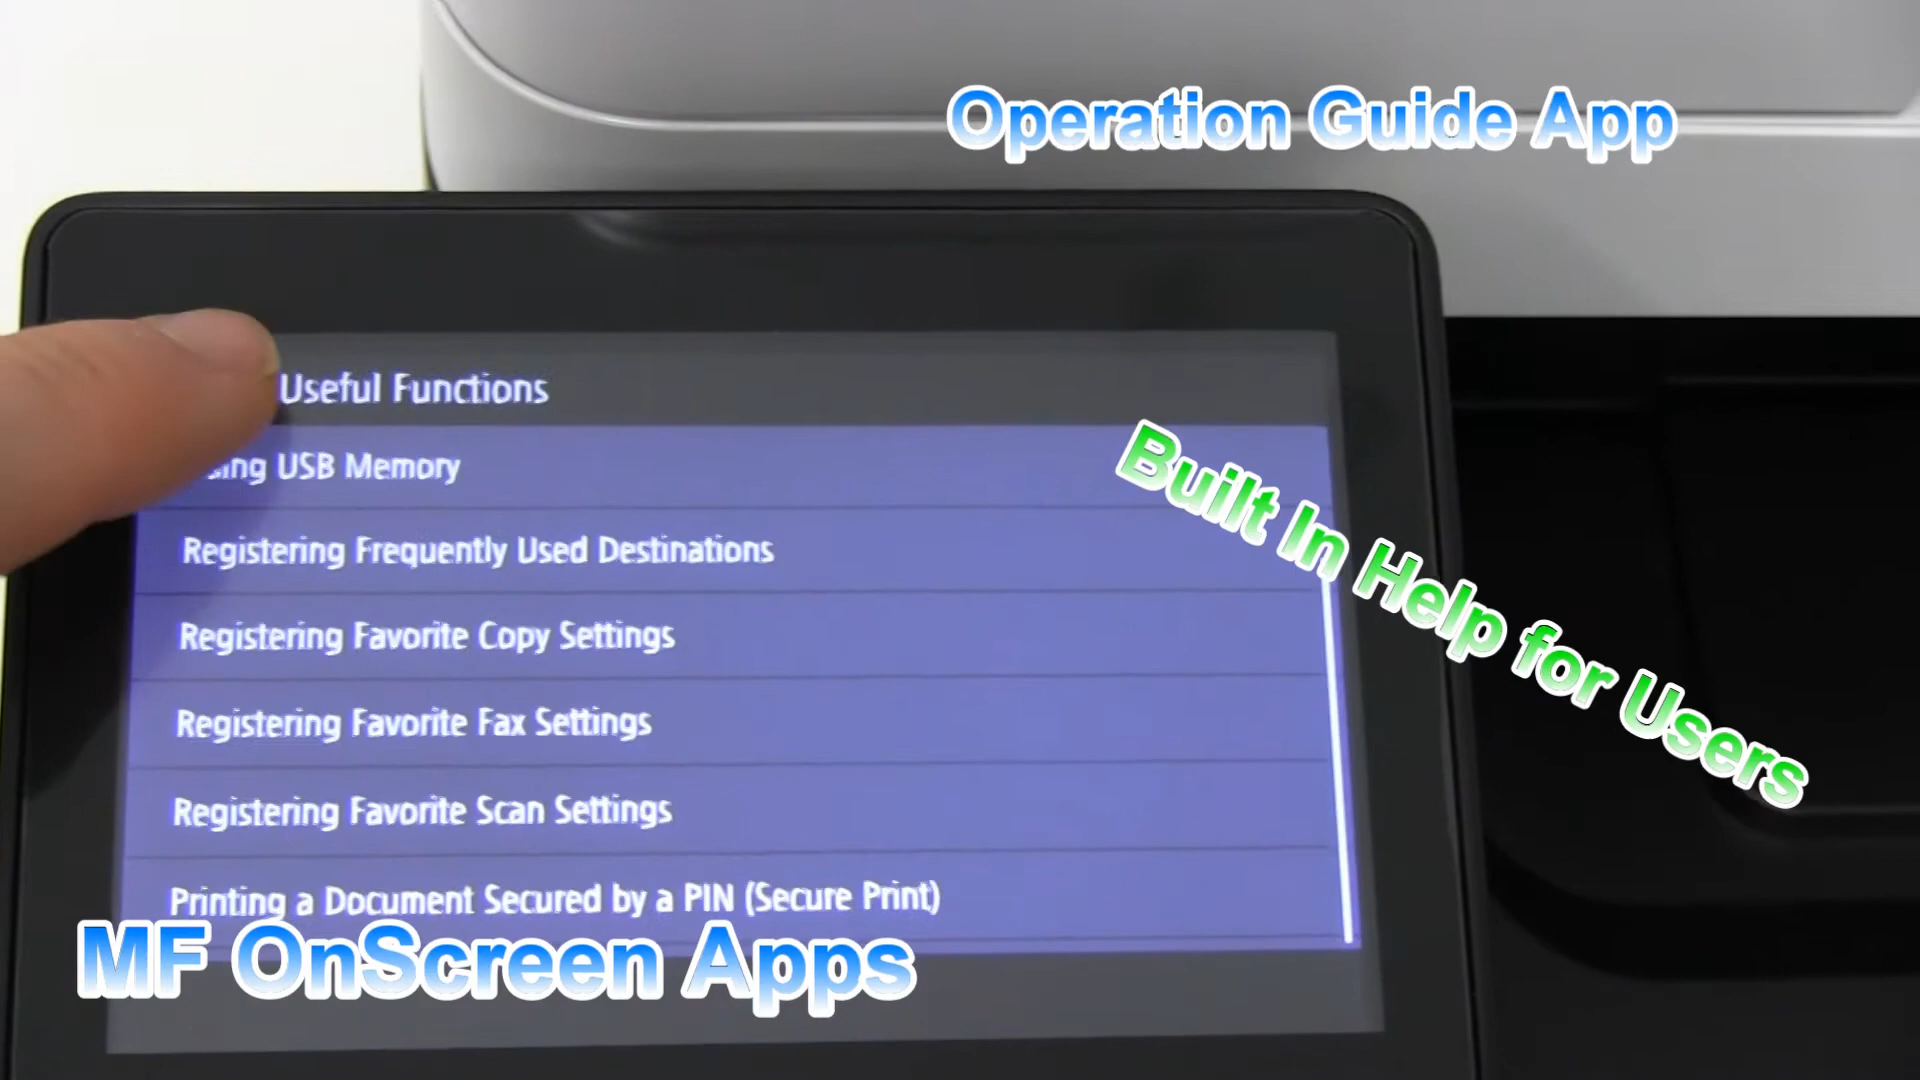 Operation Guide App
Useful Functions
USB Memory
Registering Frequently Used Destinations
Registering Favorite Copy Settings
Registering Favorite Fax Settings
Registering Favorite Scan Settings
Printing a Document Secured by a PIN (Secure Print)
Built In Help for Users
MF OnScreen Apps